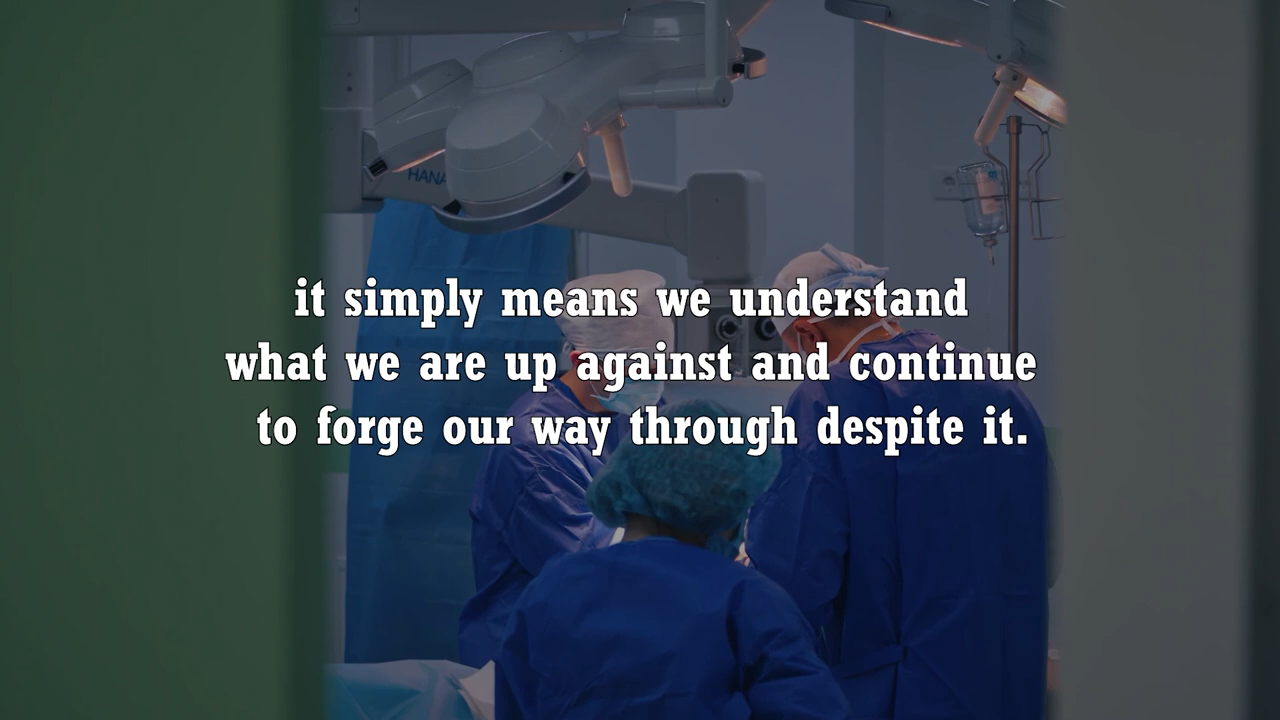 HANA
it simply means we understand
what we are up against and continue
to forge our way through despite it.